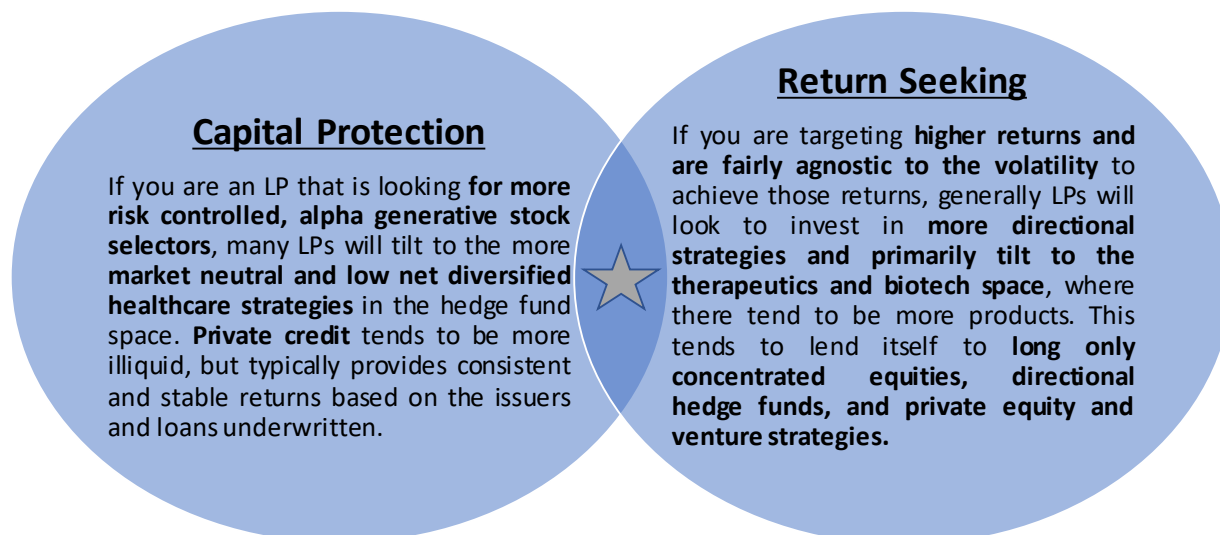 Capital Protection
If you are an LP that is looking for more
risk controlled, alpha generative stock
selectors, many LPs will tilt to the more
market neutral and low net diversified
healthcare strategies in the hedge fund
space. Private credit tends to be more
illiquid, but typically provides consistent
and stable returns based on the issuers
and loans underwritten.
Return Seeking
If you are targeting higher returns and
are fairly agnostic to the volatility to
achieve those returns, generally LPs will
look to invest in more directional
strategies and primarily tilt to the
therapeutics and biotech space, where
there tend to be more products. This
tends to lend itself to long only
concentrated equities, directional
hedge funds, and private equity and
venture strategies.